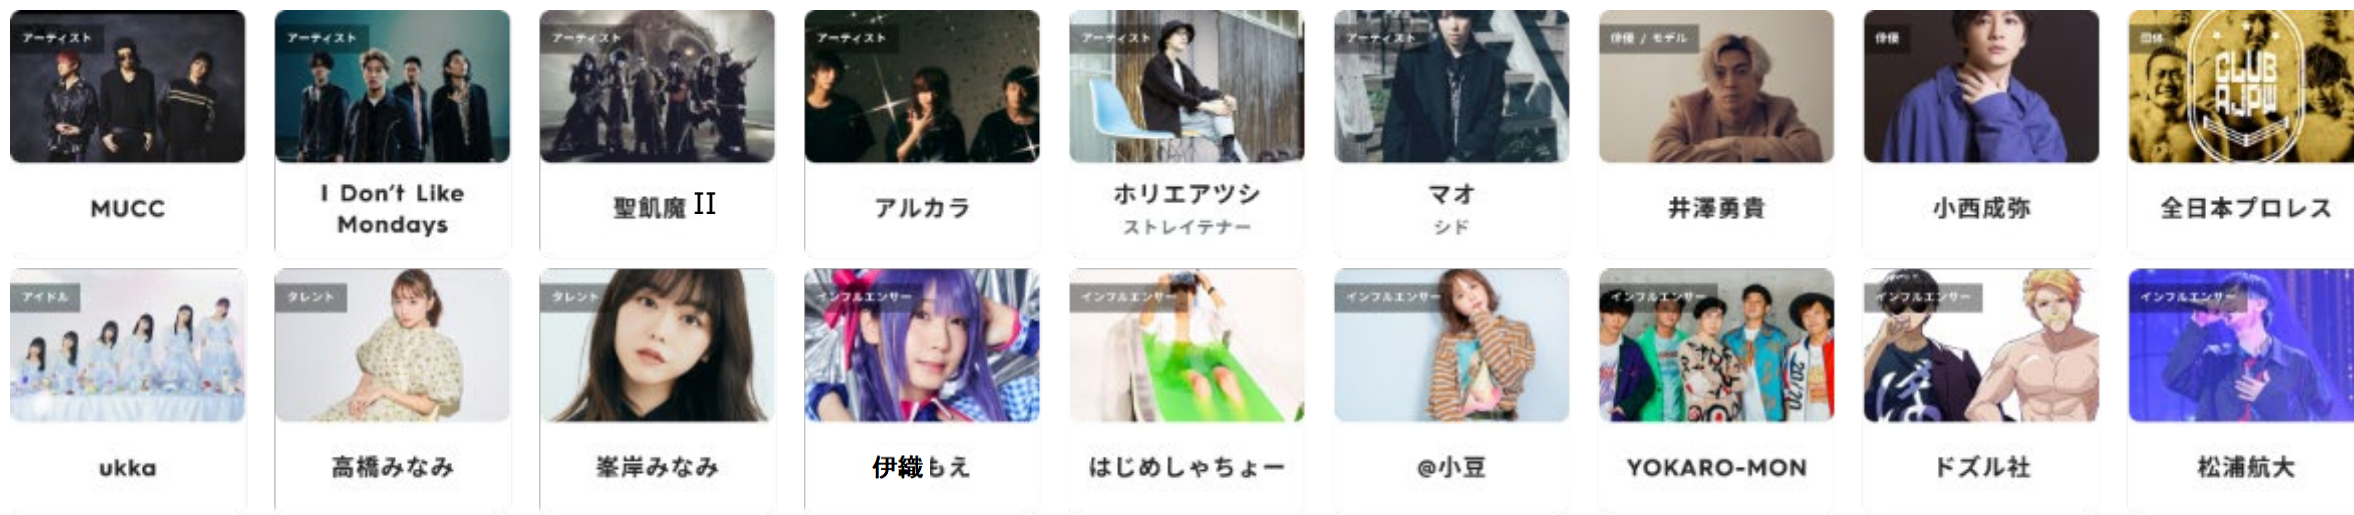 アーティスト
アーティスト
アーティスト
アーティスト
アーティスト
アーティスト
俳優 / モデル
俳優
団体
CLUB
AJPW
MUCC
I Don't Like
Mondays
聖飢魔 II
アルカラ
ホリエアツシ
ストレイテナー
マオ
シド
井澤勇貴
小西成弥
全日本プロレス
アイドル
タレント
タレント
インフルエンサー
インフルエンサー
インフルエンサー
インフルエンサー
インフルエンサー
インフルエンサー
20/20
ukka
高橋みなみ
峯岸みなみ
伊織もえ
はじめしゃちょー
@小豆
YOKARO-MON
ドズル社
松浦航大